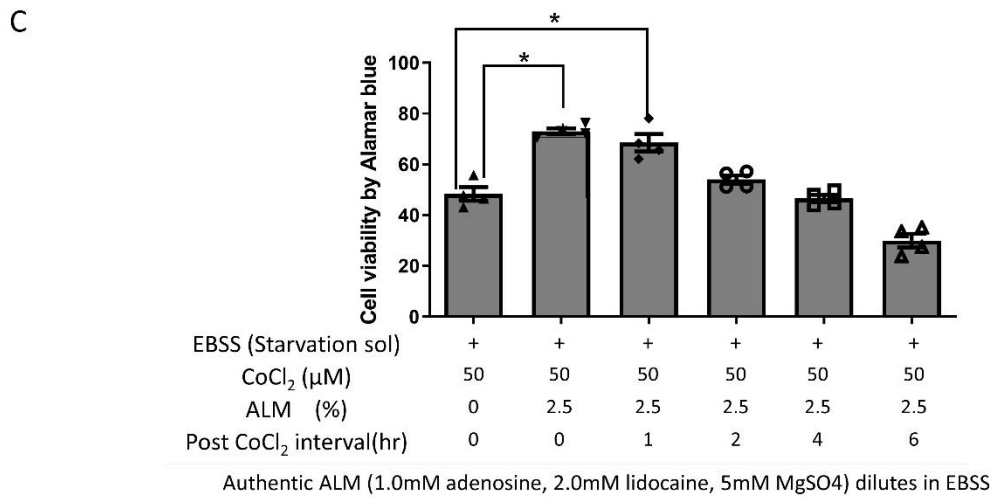 C
*
*
Cell viability by Alamar blue
100
80
60
40
20
0
EBSS (Starvation sol) + + + + + +
CoCl₂ (μM) 50 50 50 50 50 50
ALM (%) 0 2.5 2.5 2.5 2.5 2.5
Post CoCl₂ interval(hr) 0 0 1 2 4 6
Authentic ALM (1.0mM adenosine, 2.0mM lidocaine, 5mM MgSO4) dilutes in EBSS